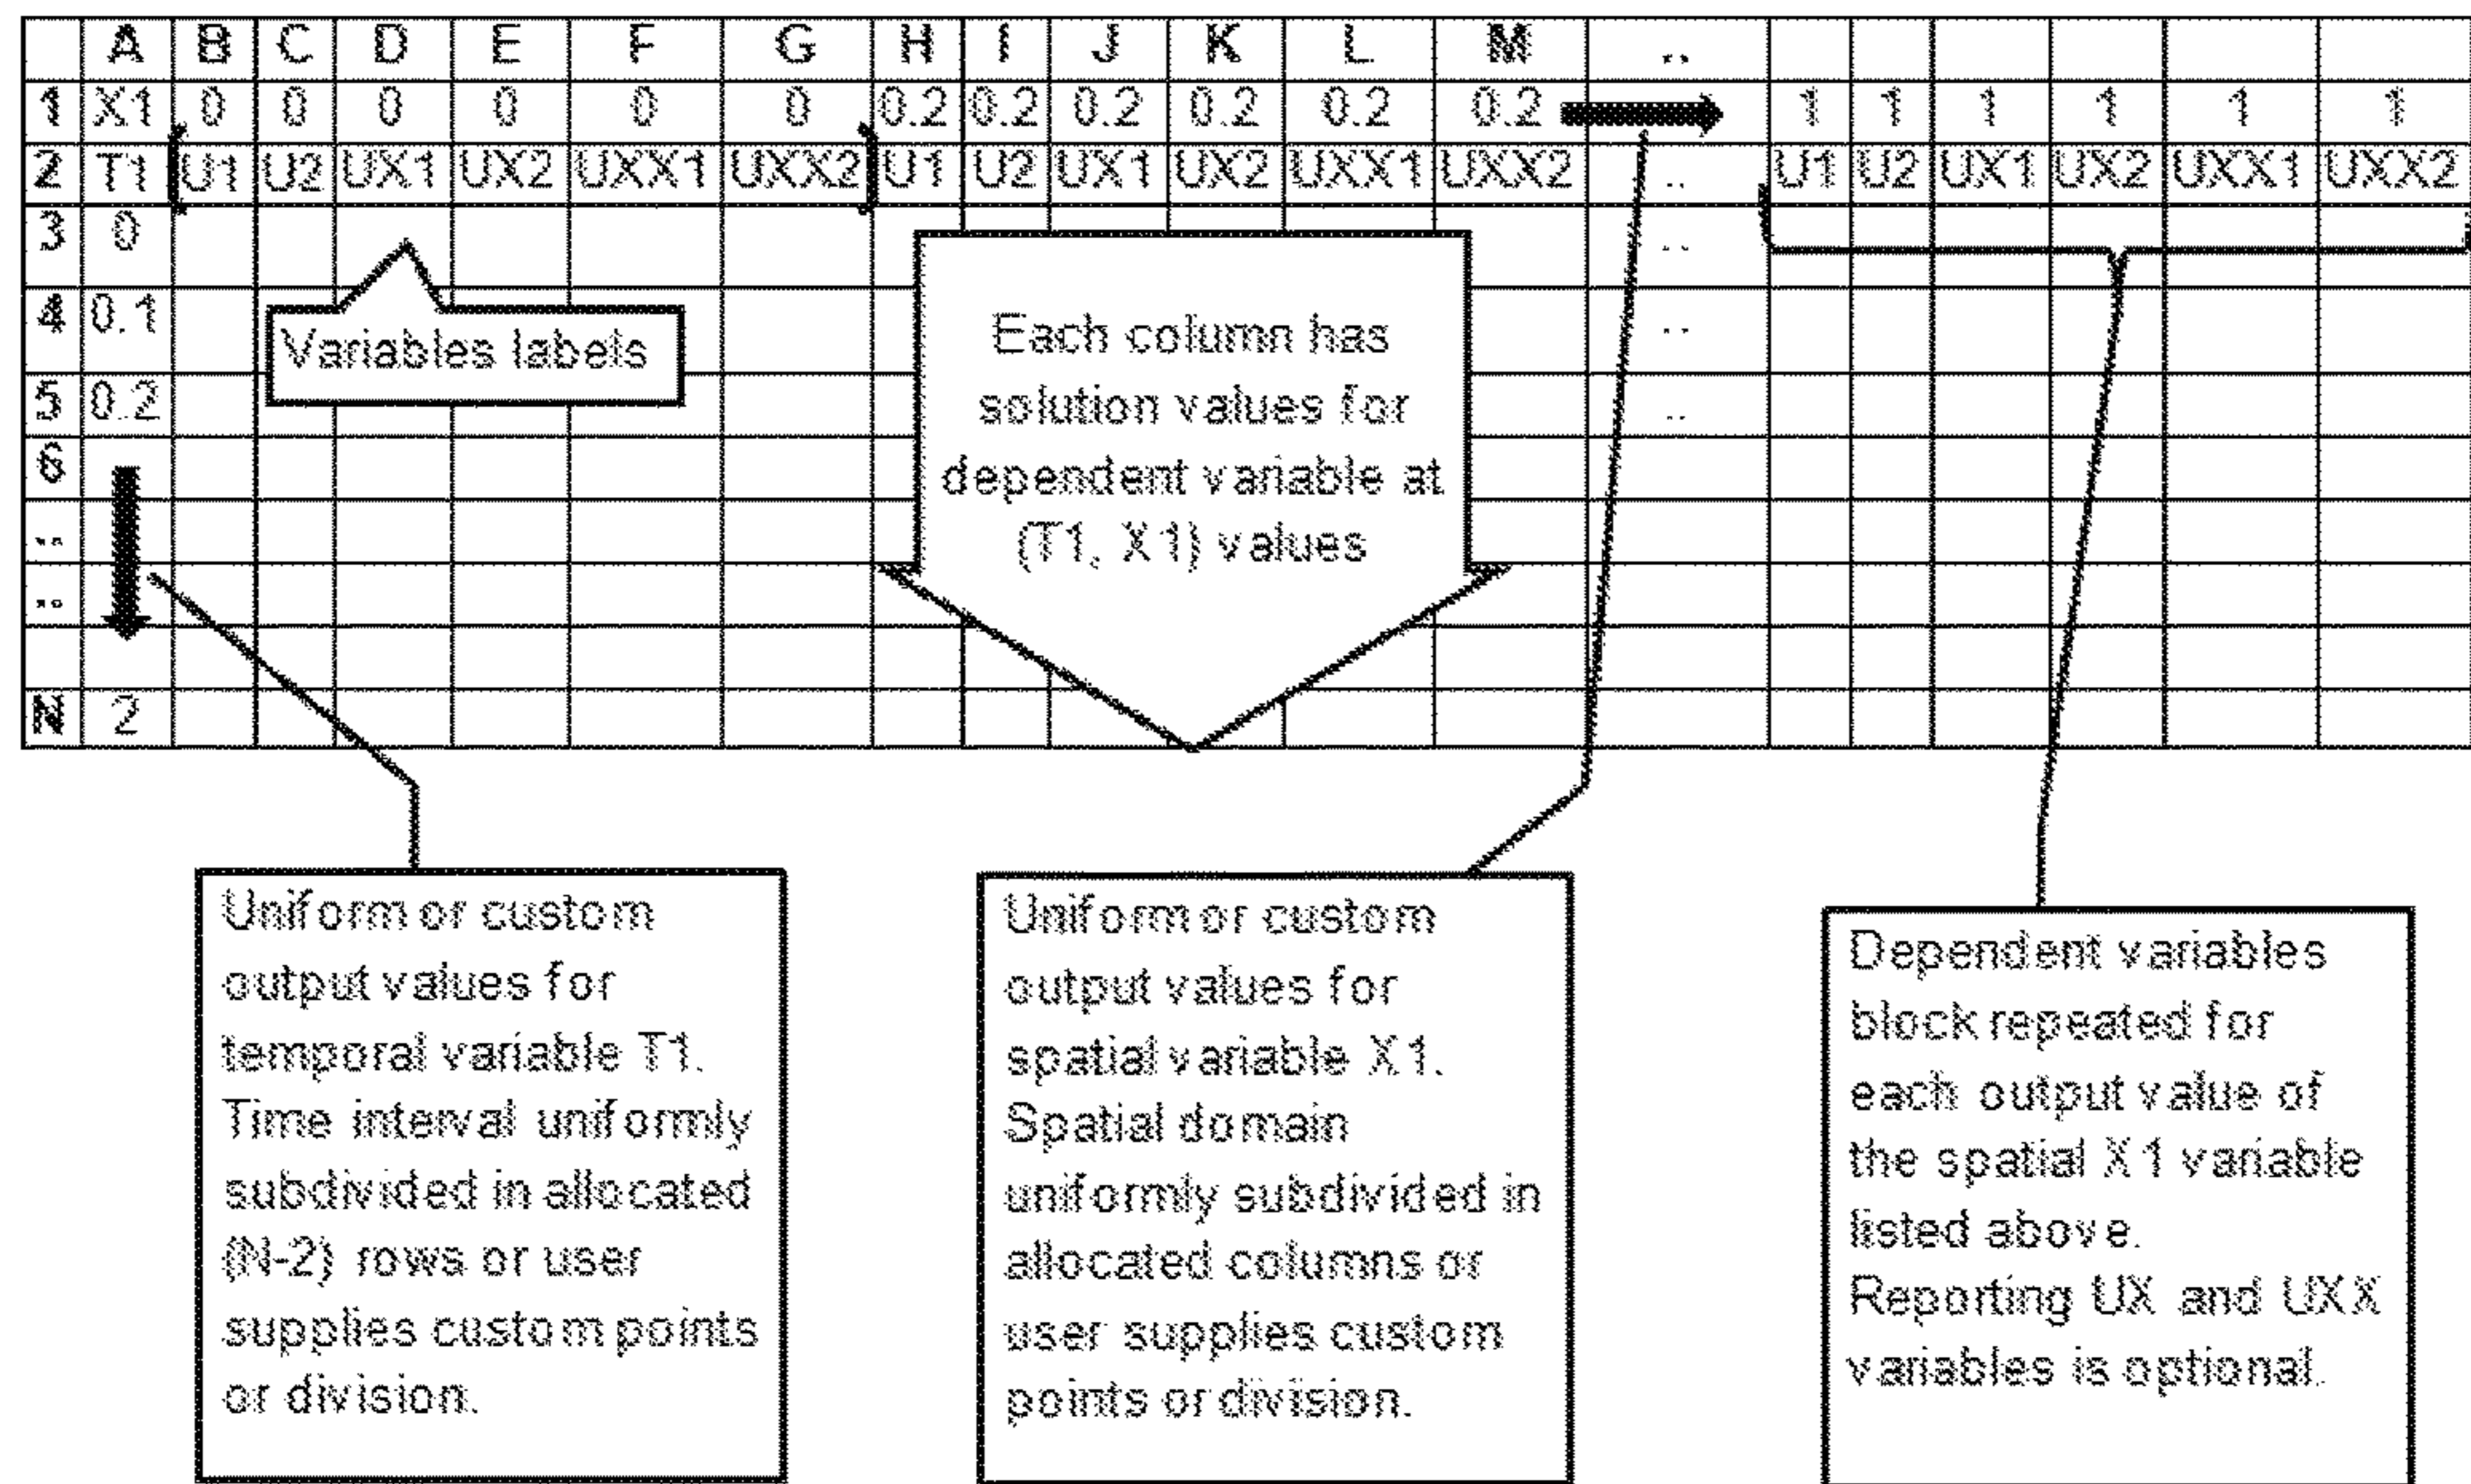 A B C D E F G H I J K L M ..
1 X1 0 0 0 0 0 0 0.2 0.2 0.2 0.2 0.2 0.2 1 1 1 1 1 1
2 T1 U1 U2 UX1 UX2 UXX1 UXX2 U1 U2 UX1 UX2 UXX1 UXX2 .. U1 U2 UX1 UX2 UXX1 UXX2
3 0 ..
4 0.1 ..
5 0.2 ..
6
..
..
N 2
Variables labels
Each column has
solution values for
dependent variable at
(T1, X1) values
Uniform or custom
output values for
temporal variable T1.
Time interval uniformly
subdivided in allocated
(N-2) rows or user
supplies custom points
or division.
Uniform or custom
output values for
spatial variable X1.
Spatial domain
uniformly subdivided in
allocated columns or
user supplies custom
points or division.
Dependent variables
block repeated for
each output value of
the spatial X1 variable
listed above.
Reporting UX and UXX
variables is optional.